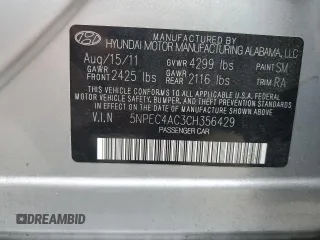 MANUFACTURED BY
HYUNDAI MOTOR MANUFACTURING ALABAMA, LLC
Aug/15/11 GVWR 4299 lbs PAINT SM
GAWR FRONT 2425 lbs GAWR REAR 2116 lbs TRIM RA
THIS VEHICLE CONFORMS TO ALL APPLICABLE U.S. FEDERAL MOTOR
VEHICLE SAFETY, BUMPER, AND THEFT PREVENTION STANDARDS
IN EFFECT ON THE DATE OF MANUFACTURE SHOWN ABOVE.
V.I.N 5NPEC4AC3CH356429
PASSENGER CAR
DREAMBID